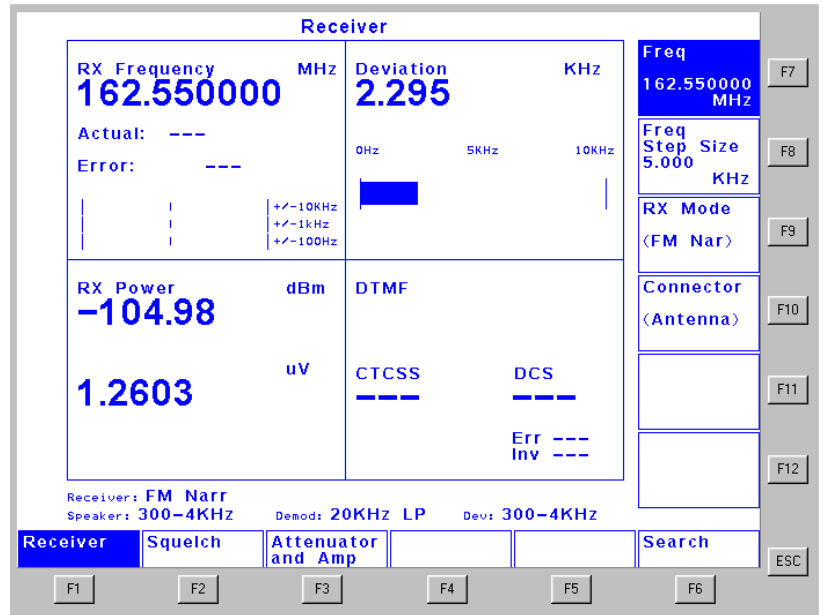 Receiver
RX Frequency MHz
162.550000
Actual: ---
Error: ---
+/-10KHz
+/-1kHz
+/-100Hz
Deviation KHz
2.295
0Hz 5KHz 10KHz
RX Power dBm
-104.98
uV
1.2603
DTMF
CTCSS DCS
--- ---
Err ---
Inv ---
Receiver: FM Narr
Speaker: 300-4KHz Demod: 20KHz LP Dev: 300-4KHz
Freq
162.550000
MHz
Freq
Step Size
5.000
KHz
RX Mode
(FM Nar)
Connector
(Antenna)
F7
F8
F9
F10
F11
F12
ESC
Receiver Squelch Attenuator
and Amp
Search
F1 F2 F3 F4 F5 F6